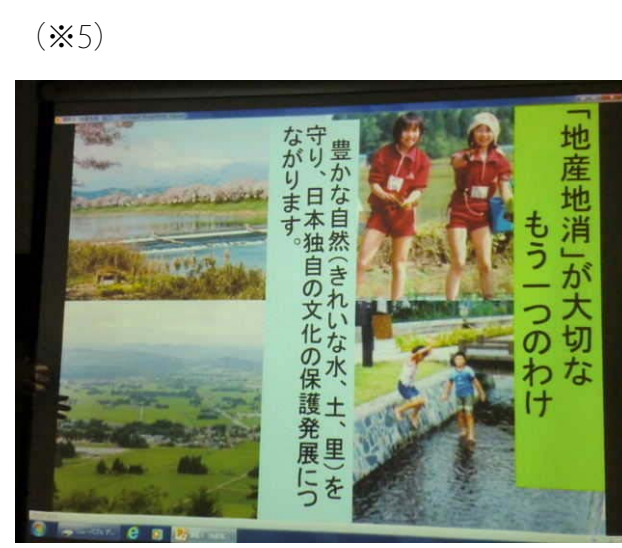 （※5）
「地産地消」が大切な
もう一つのわけ
豊かな自然（きれいな水、土、里）を
守り、日本独自の文化の保護発展につ
ながります。